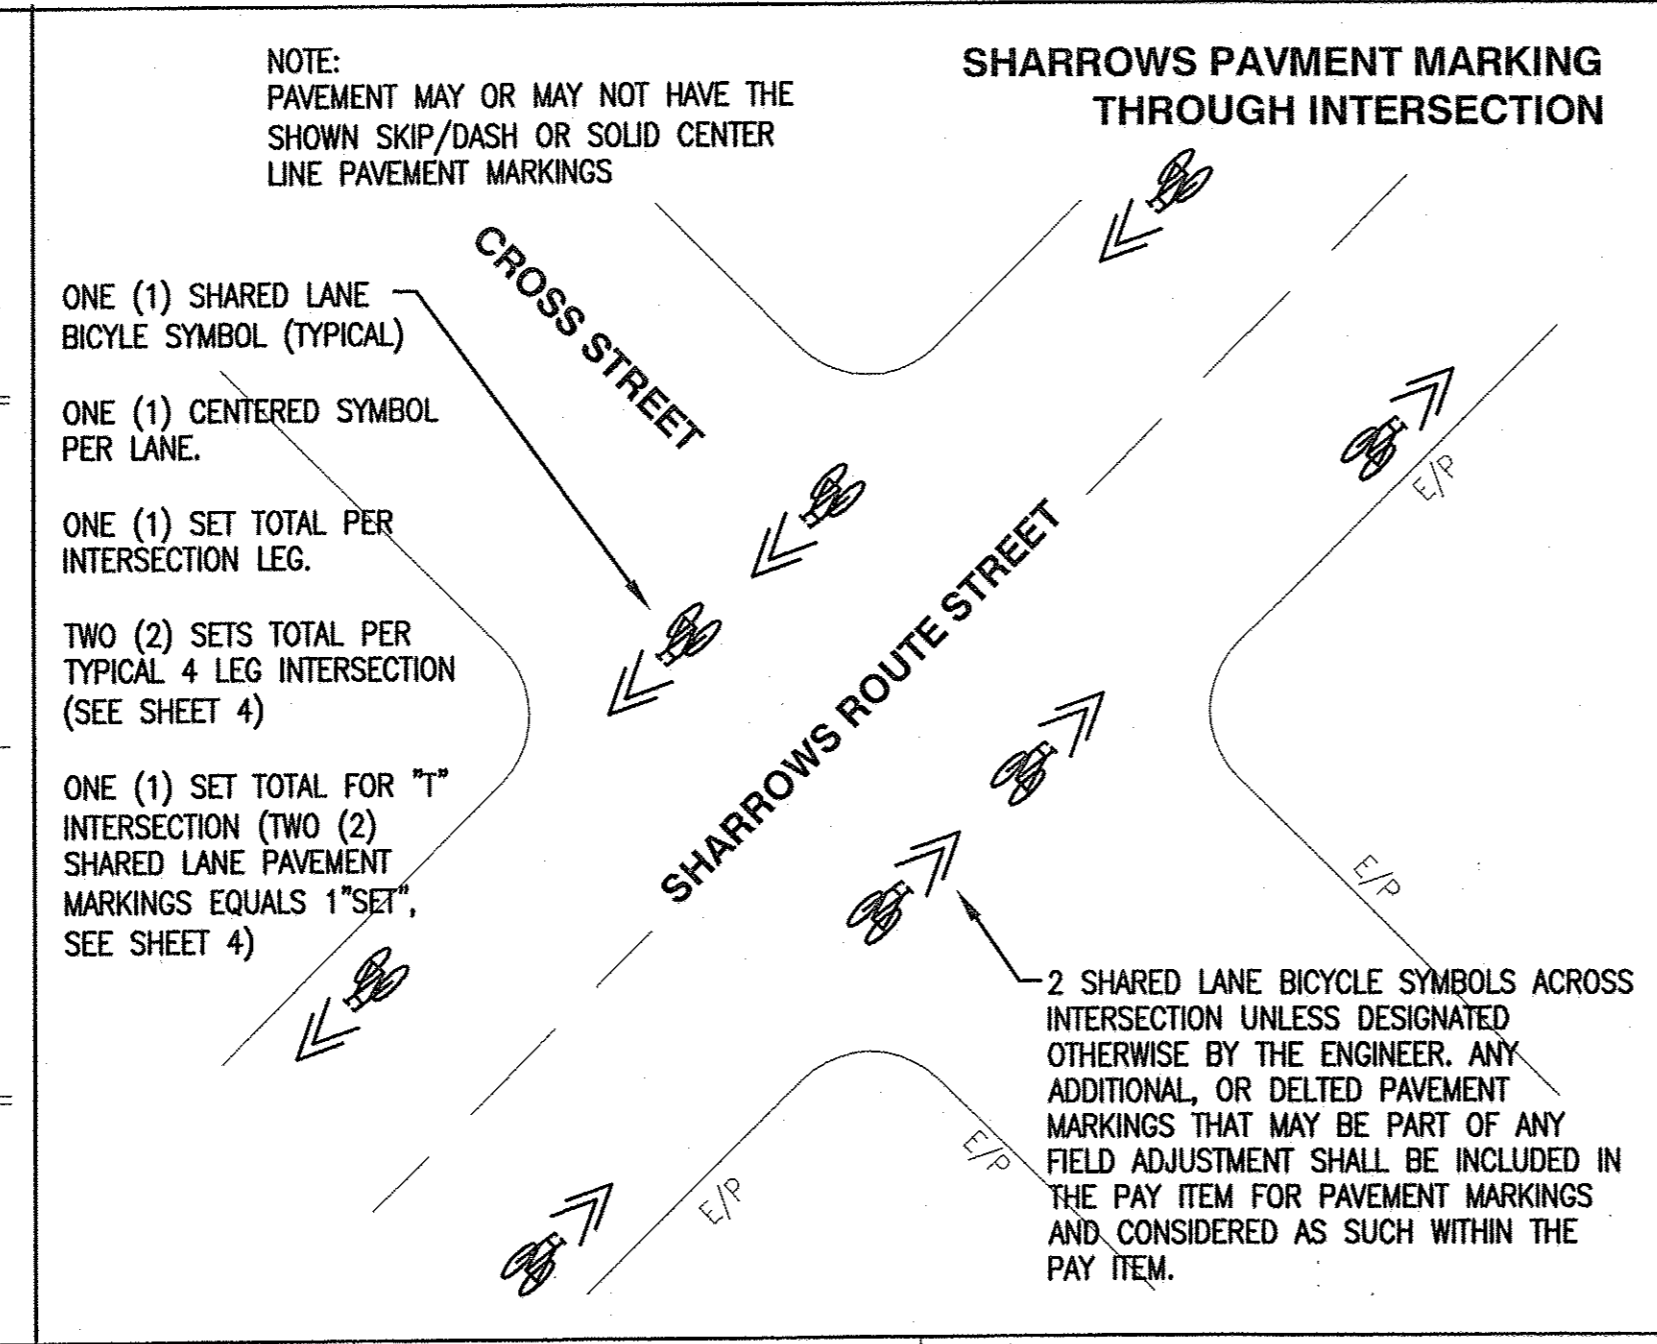 NOTE:
PAVEMENT MAY OR MAY NOT HAVE THE
SHOWN SKIP/DASH OR SOLID CENTER
LINE PAVEMENT MARKINGS
SHARROWS PAVMENT MARKING
THROUGH INTERSECTION
CROSS STREET
ONE (1) SHARED LANE
BICYLE SYMBOL (TYPICAL)
ONE (1) CENTERED SYMBOL
PER LANE.
ONE (1) SET TOTAL PER
INTERSECTION LEG.
TWO (2) SETS TOTAL PER
TYPICAL 4 LEG INTERSECTION
(SEE SHEET 4)
ONE (1) SET TOTAL FOR "T"
INTERSECTION (TWO (2)
SHARED LANE PAVEMENT
MARKINGS EQUALS 1"SET",
SEE SHEET 4)
SHARROWS ROUTE STREET
E/P
E/P
E/P
E/P
2 SHARED LANE BICYCLE SYMBOLS ACROSS
INTERSECTION UNLESS DESIGNATED
OTHERWISE BY THE ENGINEER. ANY
ADDITIONAL, OR DELTED PAVEMENT
MARKINGS THAT MAY BE PART OF ANY
FIELD ADJUSTMENT SHALL BE INCLUDED IN
THE PAY ITEM FOR PAVEMENT MARKINGS
AND CONSIDERED AS SUCH WITHIN THE
PAY ITEM.